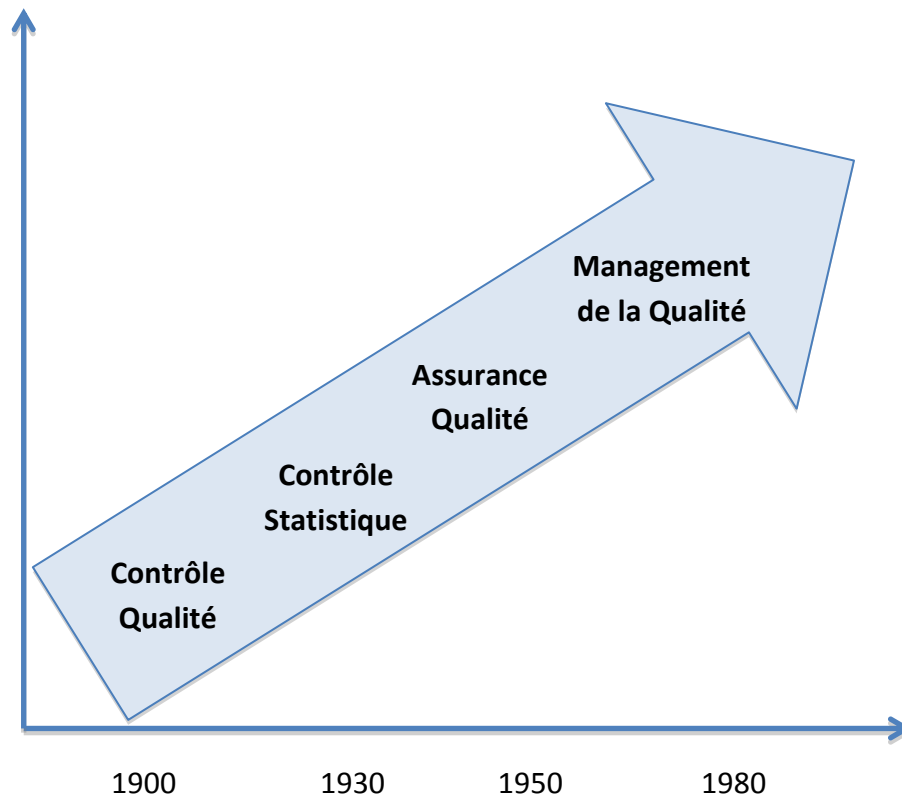 Management
de la Qualité
Assurance
Qualité
Contrôle
Statistique
Contrôle
Qualité
1900 1930 1950 1980